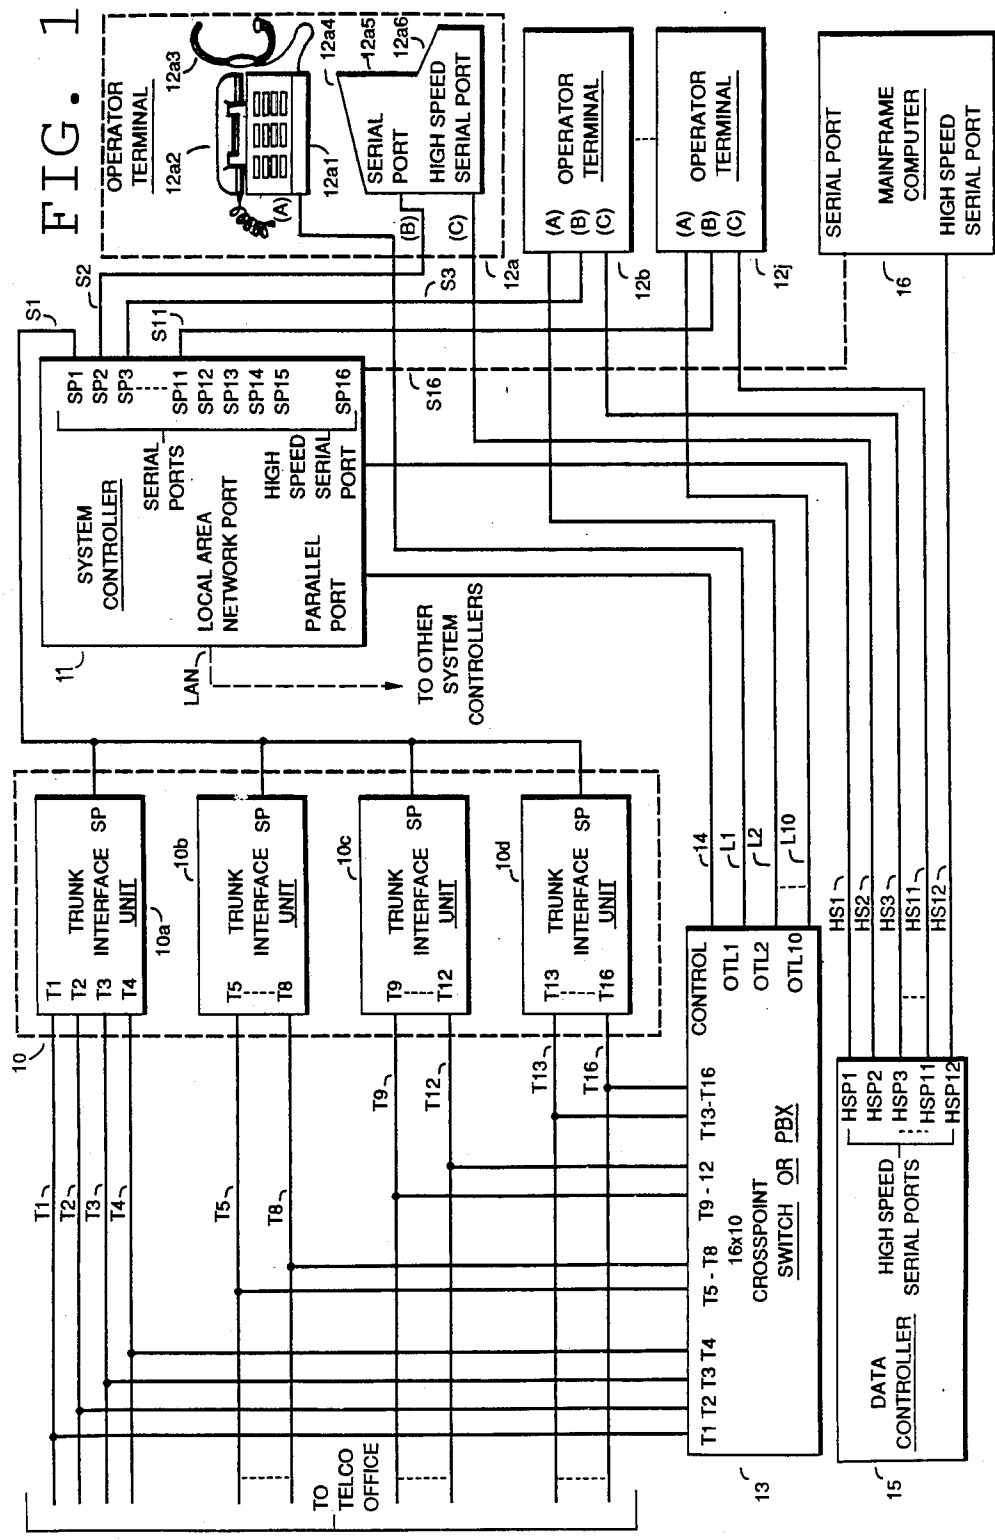 FIG. 1
TO
TELCO
OFFICE
T1
T2
T3
T4
T5
T8
T9
T12
T13
T16
10
T1
T2
T3
T4
TRUNK
INTERFACE SP
UNIT
10a
T5
T8
TRUNK
INTERFACE SP
UNIT
10b
T9
T12
TRUNK
INTERFACE SP
UNIT
10c
T13
T16
TRUNK
INTERFACE SP
UNIT
10d
11
SYSTEM
CONTROLLER
SERIAL
PORTS
LOCAL AREA
NETWORK PORT
HIGH
SPEED
SERIAL
PORT
PARALLEL
PORT
SP1
SP2
SP3
SP11
SP12
SP13
SP14
SP15
SP16
LAN
TO OTHER
SYSTEM
CONTROLLERS
S1
S2
S3
S11
S16
OPERATOR
TERMINAL
12a3
12a2
12a1
12a4
12a5
12a6
(A)
SERIAL
PORT
(B)
HIGH SPEED
SERIAL PORT
(C)
12a
OPERATOR
TERMINAL
(A)
(B)
(C)
12b
OPERATOR
TERMINAL
(A)
(B)
(C)
12j
SERIAL PORT
MAINFRAME
COMPUTER
HIGH SPEED
SERIAL PORT
16
T1 T2 T3 T4 T5 - T8 T9 - 12 T13-T16 CONTROL
16x10
CROSSPOINT
SWITCH OR PBX
OTL1
OTL2
OTL10
13
14
L1
L2
L10
HS1
HS2
HS3
HS11
HS12
DATA
CONTROLLER
HIGH SPEED
SERIAL PORTS
HSP1
HSP2
HSP3
HSP11
HSP12
15